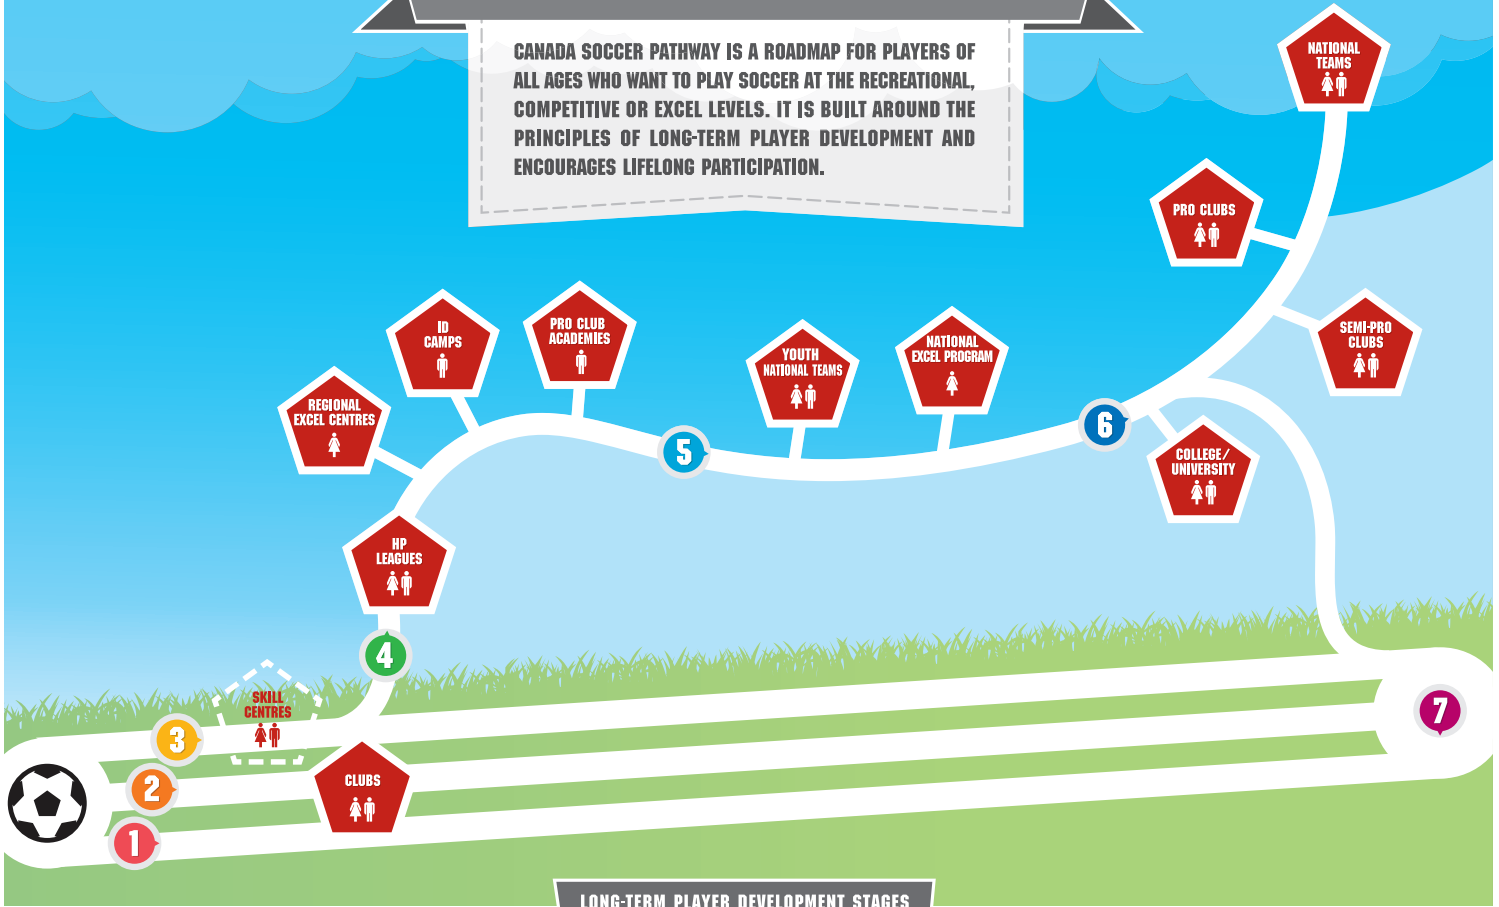 CANADA SOCCER PATHWAY IS A ROADMAP FOR PLAYERS OF
ALL AGES WHO WANT TO PLAY SOCCER AT THE RECREATIONAL,
COMPETITIVE OR EXCEL LEVELS. IT IS BUILT AROUND THE
PRINCIPLES OF LONG-TERM PLAYER DEVELOPMENT AND
ENCOURAGES LIFELONG PARTICIPATION.
NATIONAL
TEAMS
PRO CLUBS
SEMI-PRO
CLUBS
ID
CAMPS
PRO CLUB
ACADEMIES
YOUTH
NATIONAL TEAMS
NATIONAL
EXCEL PROGRAM
REGIONAL
EXCEL CENTRES
6
5
COLLEGE/
UNIVERSITY
HP
LEAGUES
4
SKILL
CENTRES
3
7
CLUBS
2
1
LONG-TERM PLAYER DEVELOPMENT STAGES